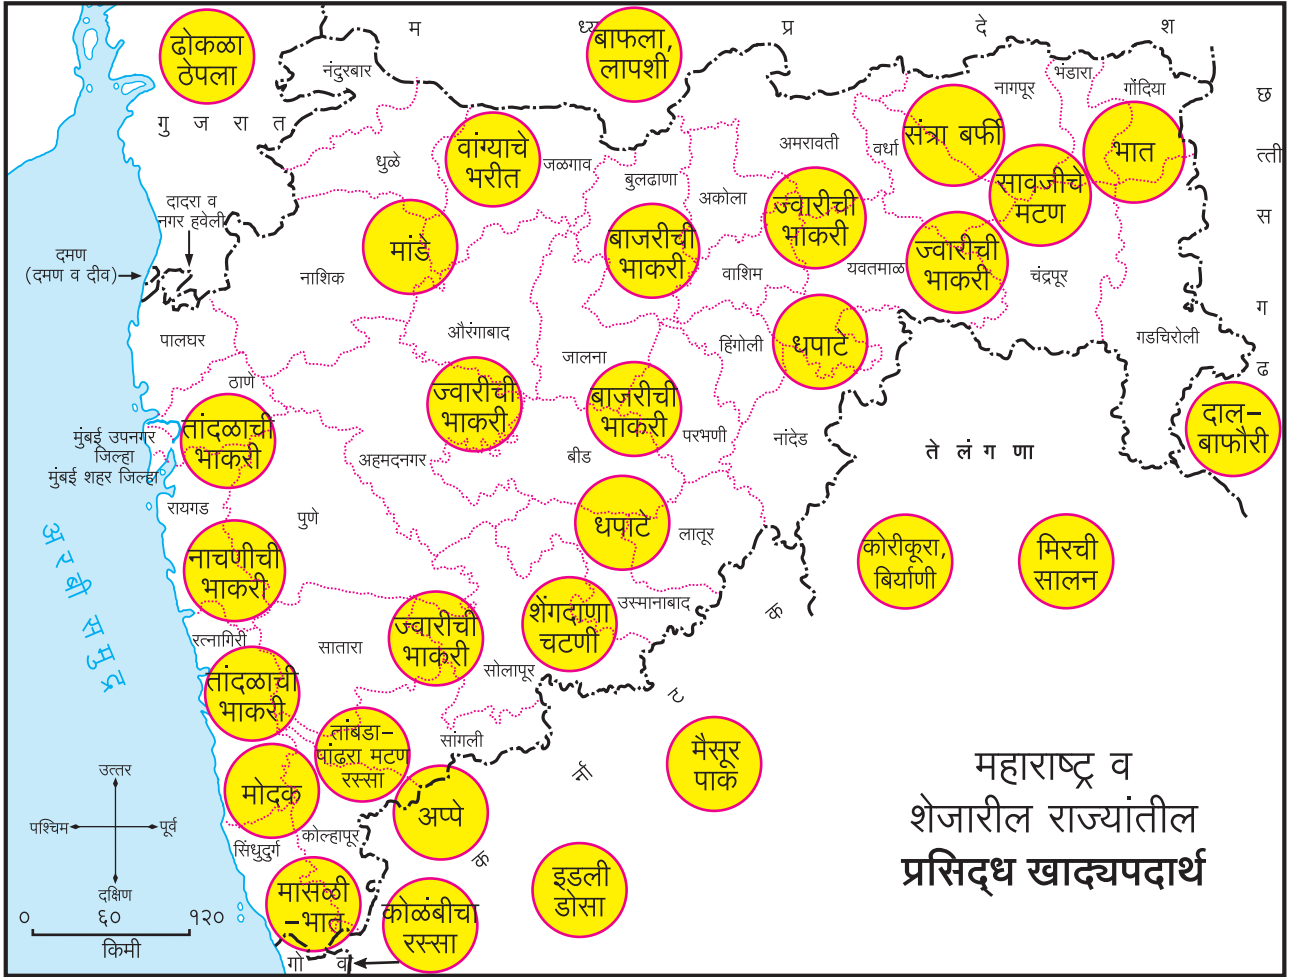 म ध्य प्र दे श
ढोकळा
ठेपला
बाफला,
लापशी
नंदुरबार
भंडारा
नागपूर
गोंदिया
छ
त्ती
स
ग
ढ
गु ज रा त
धुळे
वांग्याचे
भरीत
जळगाव
बुलढाणा
अकोला
अमरावती
वर्धा
संत्रा बर्फी
भात
सावजीचे
मटण
दादरा व
नगर हवेली
दमण
(दमण व दीव)
मांडे
नाशिक
बाजरीची
भाकरी
ज्वारीची
भाकरी
वाशिम
यवतमाळ
ज्वारीची
भाकरी
चंद्रपूर
पालघर
औरंगाबाद
जालना
हिंगोली
धपाटे
गडचिरोली
ठाणे
ज्वारीची
भाकरी
बाजरीची
भाकरी
दाल–
बाफौरी
तांदळाची
भाकरी
मुंबई उपनगर
जिल्हा
मुंबई शहर जिल्हा
अहमदनगर
बीड
परभणी
नांदेड
ते लं ग णा
रायगड
पुणे
धपाटे
लातूर
अरबी समुद्र
नाचणीची
भाकरी
कोरीकूरा,
बिर्याणी
मिरची
सालन
रत्नागिरी
सातारा
ज्वारीची
भाकरी
शेंगदाणा
चटणी
उस्मानाबाद
सोलापूर
तांदळाची
भाकरी
तांबडा–
पांढरा मटण
रस्सा
सांगली
क र्ना ट क
मैसूर
पाक
मोदक
अप्पे
कोल्हापूर
सिंधुदुर्ग
मासळी
–भात
कोळंबीचा
रस्सा
इडली
डोसा
गो वा
उत्तर
पश्चिम पूर्व
दक्षिण
० ६० १२०
किमी
महाराष्ट्र व
शेजारील राज्यांतील
प्रसिद्ध खाद्यपदार्थ